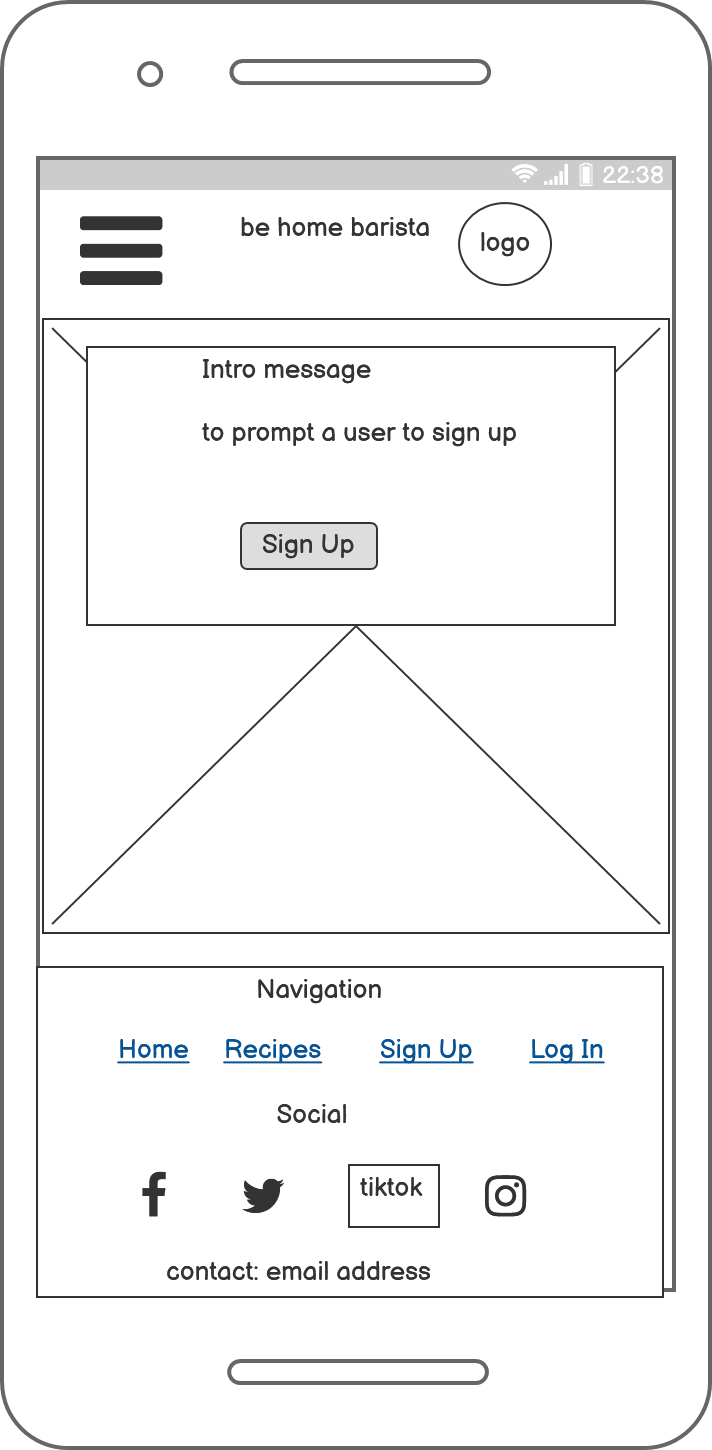 22:38
be home barista
logo
Intro message
to prompt a user to sign up
Sign Up
Navigation
Home Recipes Sign Up Log In
Social
tiktok
contact: email address